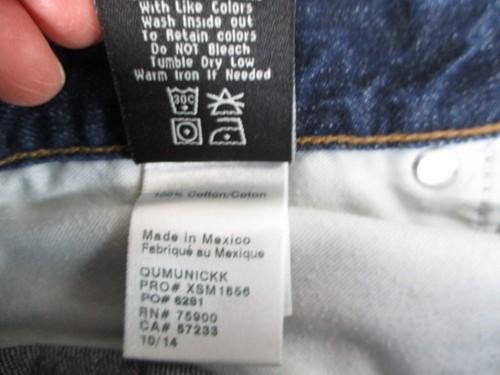 With Like Colors
Wash Inside out
To Retain colors
Do NOT Bleach
Tumble Dry Low
Warm Iron If Needed
30C
100% Cotton/Coton
Made in Mexico
Fabriqué au Mexique
QUMUNICKK
PRO# XSM1656
PO# 6281
RN# 75900
CA# 57233
10/14